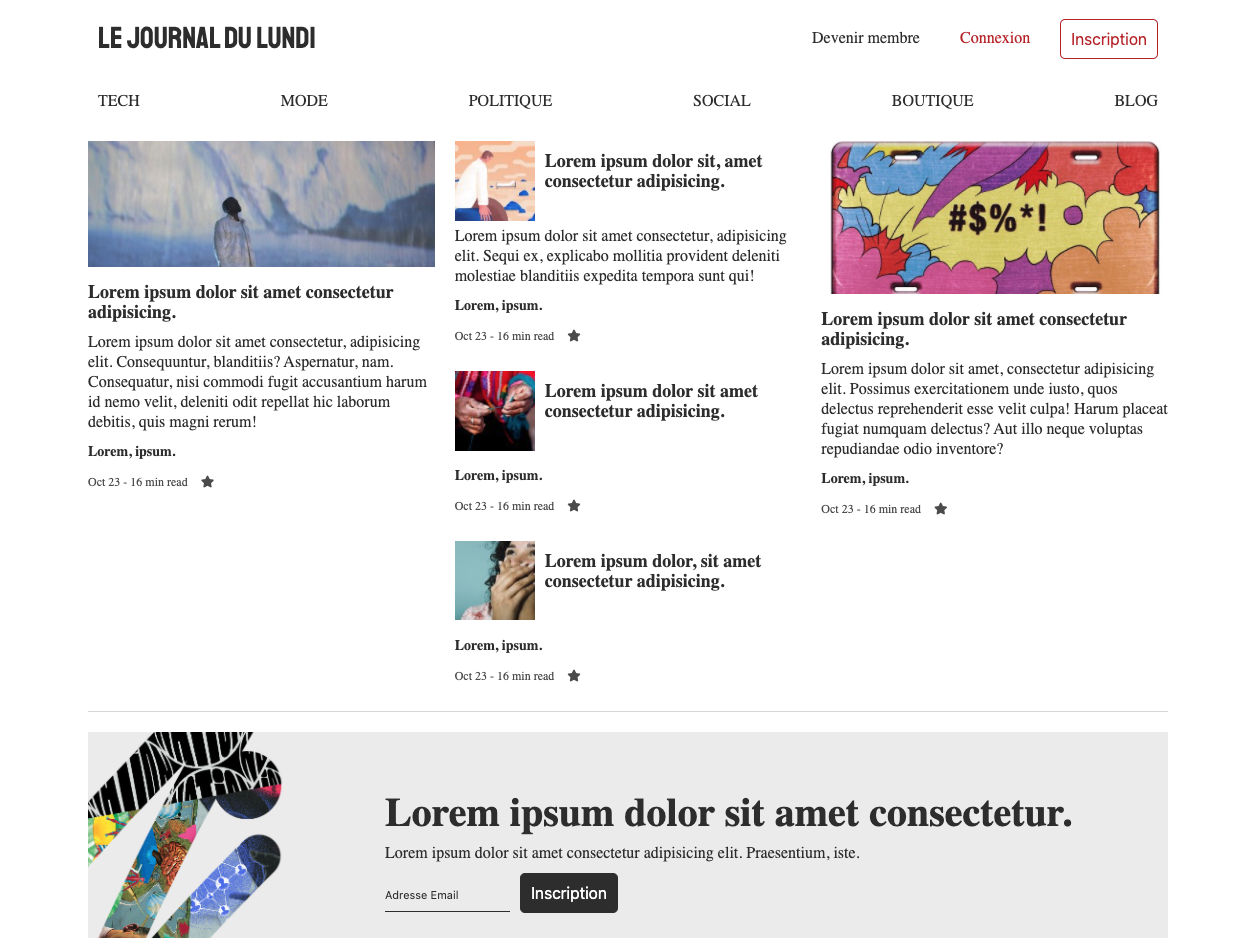 LE JOURNAL DU LUNDI
Devenir membre
Connexion
Inscription
TECH
MODE
POLITIQUE
SOCIAL
BOUTIQUE
BLOG
Lorem ipsum dolor sit amet consectetur
adipisicing.
Lorem ipsum dolor sit amet consectetur, adipisicing
elit. Consequuntur, blanditiis? Aspernatur, nam.
Consequatur, nisi commodi fugit accusantium harum
id nemo velit, deleniti odit repellat hic laborum
debitis, quis magni rerum!
Lorem, ipsum.
Oct 23 - 16 min read
Lorem ipsum dolor sit, amet
consectetur adipisicing.
Lorem ipsum dolor sit amet consectetur, adipisicing
elit. Sequi ex, explicabo mollitia provident deleniti
molestiae blanditiis expedita tempora sunt qui!
Lorem, ipsum.
Oct 23 - 16 min read
Lorem ipsum dolor sit amet
consectetur adipisicing.
Lorem, ipsum.
Oct 23 - 16 min read
Lorem ipsum dolor, sit amet
consectetur adipisicing.
Lorem, ipsum.
Oct 23 - 16 min read
#$%*!
Lorem ipsum dolor sit amet consectetur
adipisicing.
Lorem ipsum dolor sit amet, consectetur adipisicing
elit. Possimus exercitationem unde iusto, quos
delectus reprehenderit esse velit culpa! Harum placeat
fugiat numquam delectus? Aut illo neque voluptas
repudiandae odio inventore?
Lorem, ipsum.
Oct 23 - 16 min read
Lorem ipsum dolor sit amet consectetur.
Lorem ipsum dolor sit amet consectetur adipisicing elit. Praesentium, iste.
Adresse Email
Inscription